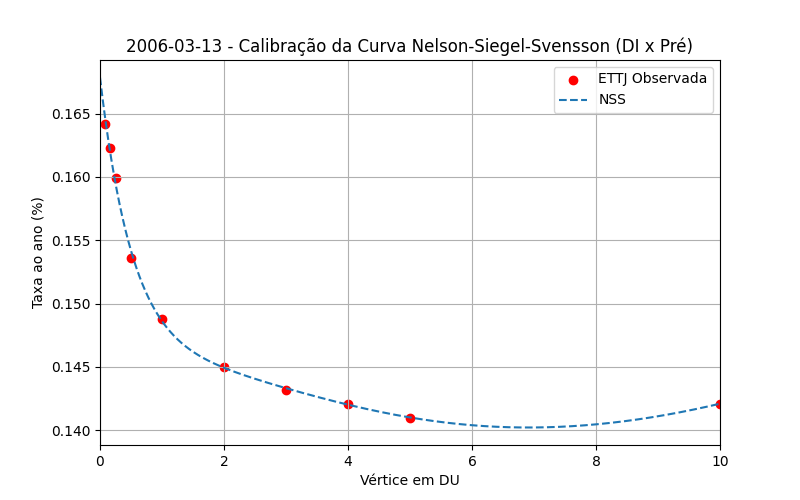 2006-03-13 - Calibração da Curva Nelson-Siegel-Svensson (DI x Pré)
ETTJ Observada
NSS
Taxa ao ano (%)
0.165
0.160
0.155
0.150
0.145
0.140
0 2 4 6 8 10
Vértice em DU